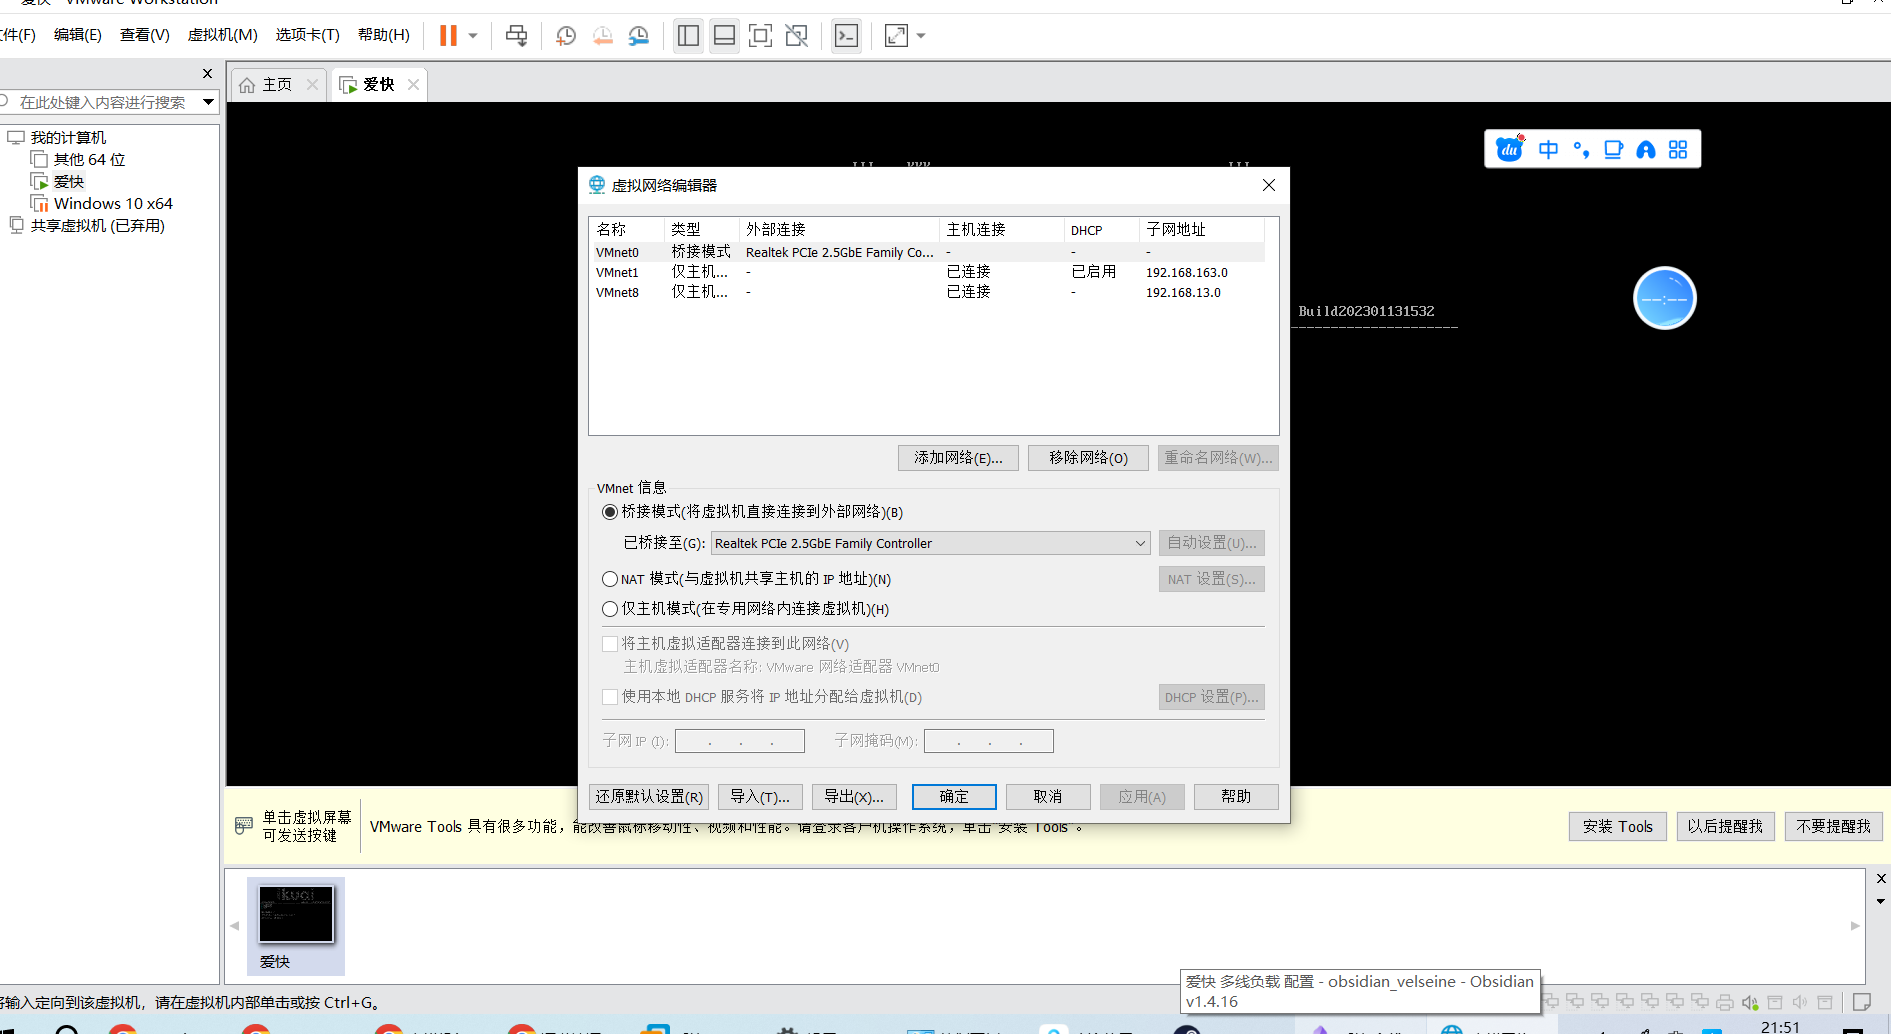 爱快 - VMware Workstation
件(F) 编辑(E) 查看(V) 虚拟机(M) 选项卡(T) 帮助(H)
在此处键入内容进行搜索
我的计算机
其他 64 位
爱快
Windows 10 x64
共享虚拟机 (已弃用)
主页 爱快
du 中
Build202301131532
虚拟网络编辑器
名称 类型 外部连接 主机连接 DHCP 子网地址
VMnet0 桥接模式 Realtek PCIe 2.5GbE Family Co... - - -
VMnet1 仅主机... - 已连接 已启用 192.168.163.0
VMnet8 仅主机... - 已连接 - 192.168.13.0
添加网络(E)... 移除网络(O) 重命名网络(W)...
VMnet 信息
桥接模式(将虚拟机直接连接到外部网络)(B)
已桥接至(G): Realtek PCIe 2.5GbE Family Controller 自动设置(U)...
NAT 模式(与虚拟机共享主机的 IP 地址)(N) NAT 设置(S)...
仅主机模式(在专用网络内连接虚拟机)(H)
将主机虚拟适配器连接到此网络(V)
主机虚拟适配器名称: VMware 网络适配器 VMnet0
使用本地 DHCP 服务将 IP 地址分配给虚拟机(D) DHCP 设置(P)...
子网 IP (I): . . . 子网掩码(M): . . .
还原默认设置(R) 导入(T)... 导出(X)... 确定 取消 应用(A) 帮助
单击虚拟屏幕
可发送按键
VMware Tools 具有很多功能，能改善鼠标移动性、视频和性能。请登录客户机操作系统，单击"安装 Tools"。
安装 Tools 以后提醒我 不要提醒我
爱快
爱快 多线负载 配置 - obsidian_velseine - Obsidian
v1.4.16
将输入定向到该虚拟机，请在虚拟机内部单击或按 Ctrl+G。
21:51